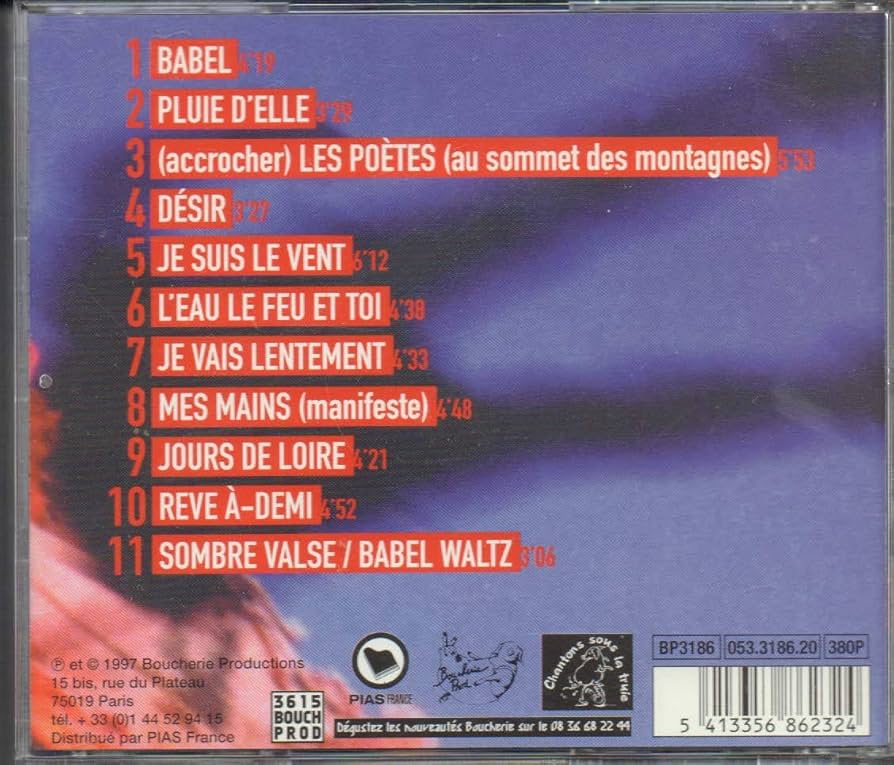 1 BABEL 4'19
2 PLUIE D'ELLE 3'29
3 (accrocher) LES POÈTES (au sommet des montagnes) 5'53
4 DÉSIR 3'27
5 JE SUIS LE VENT 6'12
6 L'EAU LE FEU ET TOI 4'38
7 JE VAIS LENTEMENT 4'33
8 MES MAINS (manifeste) 4'48
9 JOURS DE LOIRE 4'21
10 REVE À-DEMI 4'52
11 SOMBRE VALSE / BABEL WALTZ 3'06
℗ et © 1997 Boucherie Productions
15 bis, rue du Plateau
75019 Paris
tél. + 33 (0)1 44 52 94 15
Distribué par PIAS France
3615
BOUCH
PROD
PIAS FRANCE
Boucherie
Prod
Chantons sous la truie
Dégustez les nouveautés Boucherie sur le 08 36 68 22 44
BP3186 053.3186.20 380P
5 413356 862324